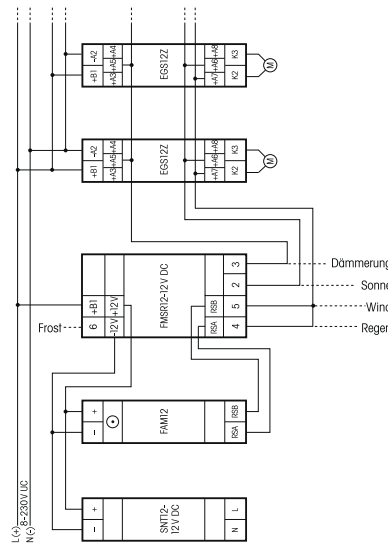 -A2
+B1
+A3+A5+A4
EGS12Z
+A7+A6+A8
K3
K2
M
-A2
+B1
+A3+A5+A4
EGS12Z
+A7+A6+A8
K3
K2
M
+B1
6
-12V+12V
FMSR12-12V DC
RSB
RSA
3
2
5
4
Dämmerung
Sonne
Wind
Regen
Frost
+
−
FAM12
RSB
RSA
+
−
SNT12-
12V DC
L
N
L(+)
N(-)
8-230V UC